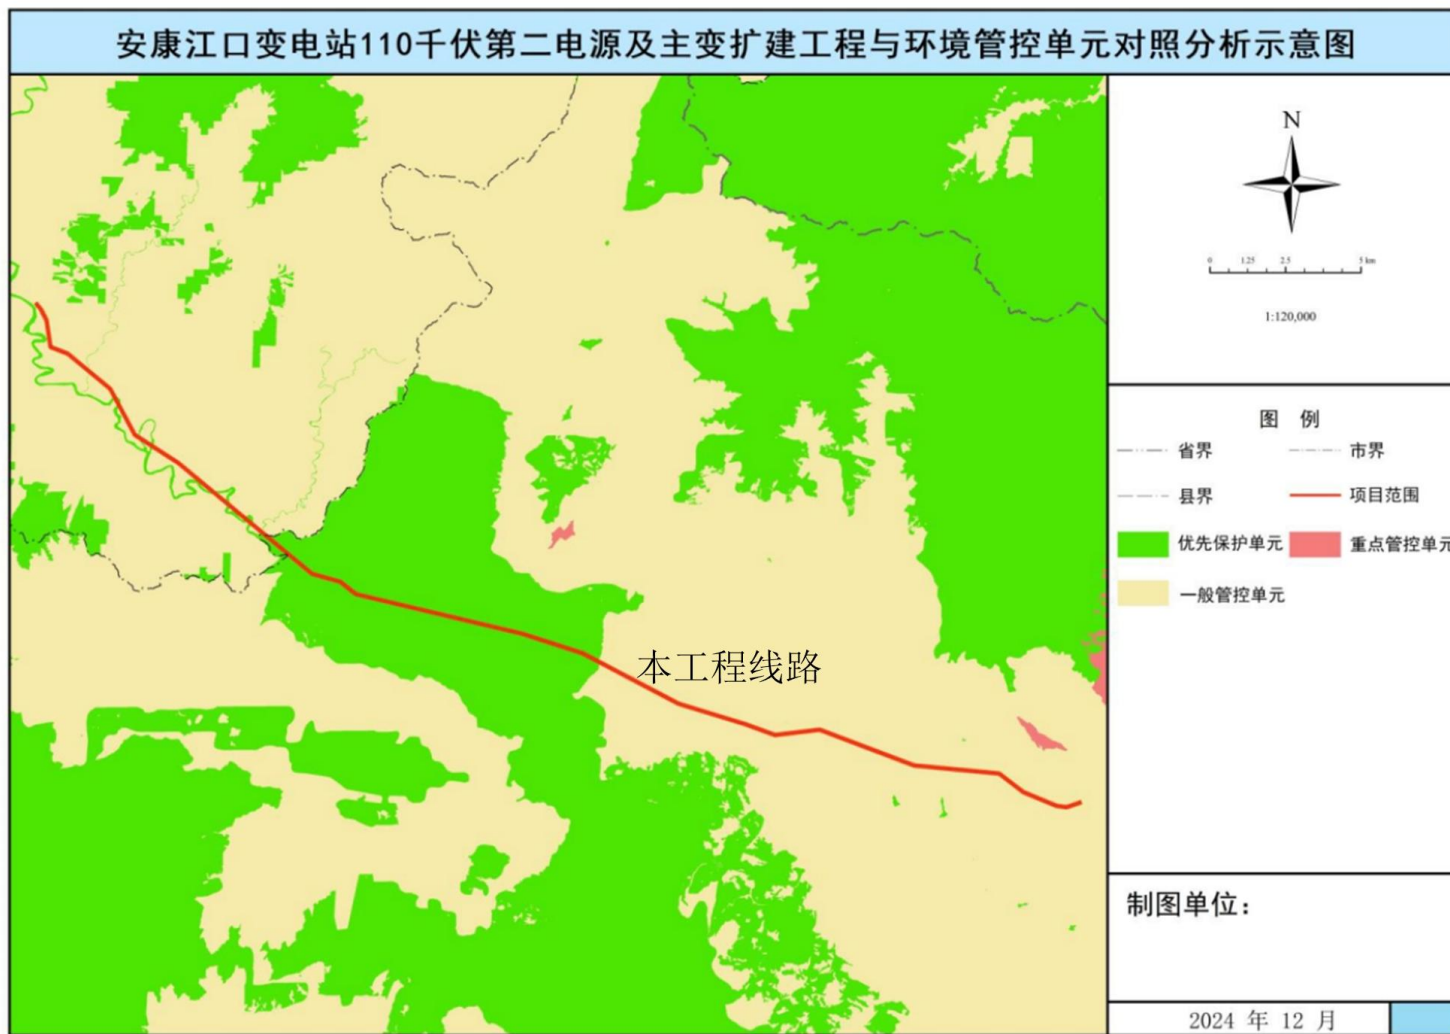 安康江口变电站110千伏第二电源及主变扩建工程与环境管控单元对照分析示意图
N
0 1.25 2.5 5 km
1:120,000
图 例
省界 市界
县界 项目范围
优先保护单元 重点管控单元
一般管控单元
本工程线路
制图单位：
2024 年 12 月